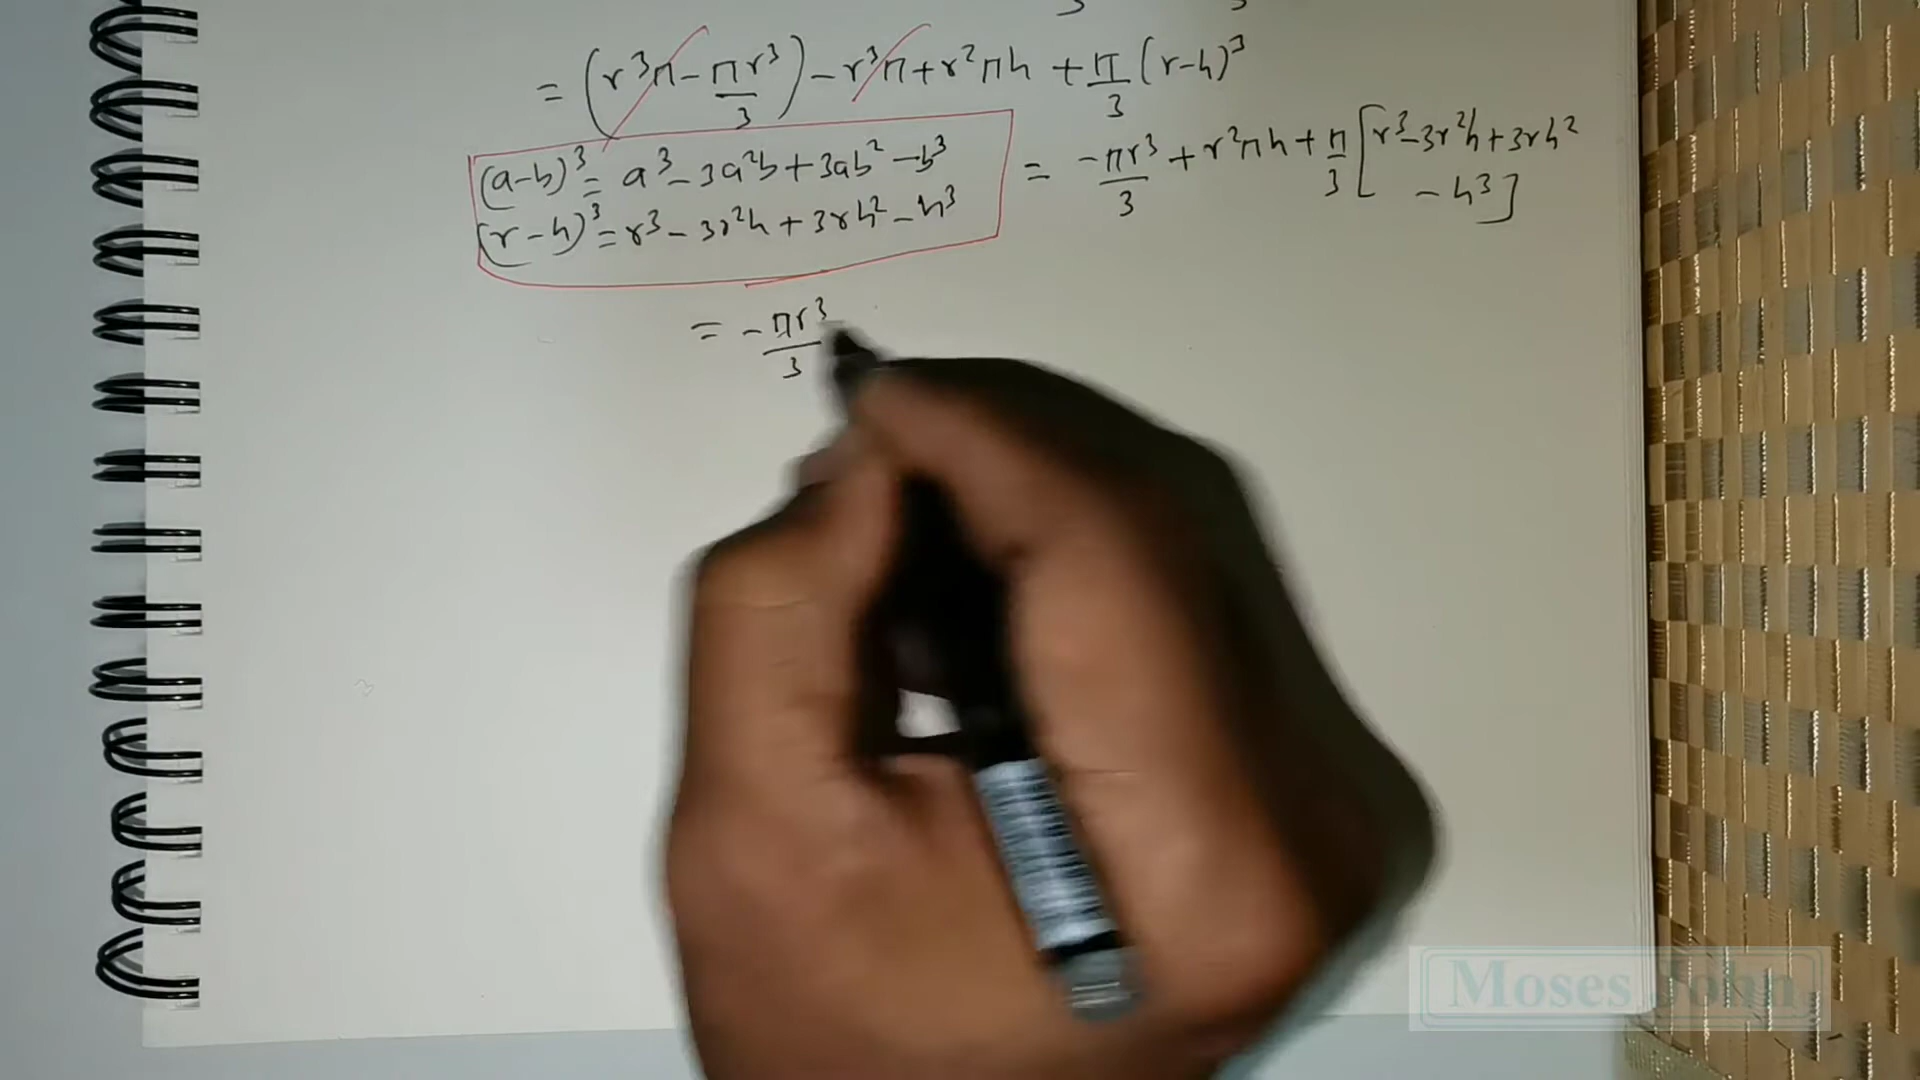 = (r³π - πr³/3) - r³π + r²πh + π/3 (r-h)³
(a-b)³ = a³ - 3a²b + 3ab² - b³
(r-h)³ = r³ - 3r²h + 3rh² - h³
= -πr³/3 + r²πh + π/3 [r³ - 3r²h + 3rh²
- h³]
= -πr³/3
Moses John